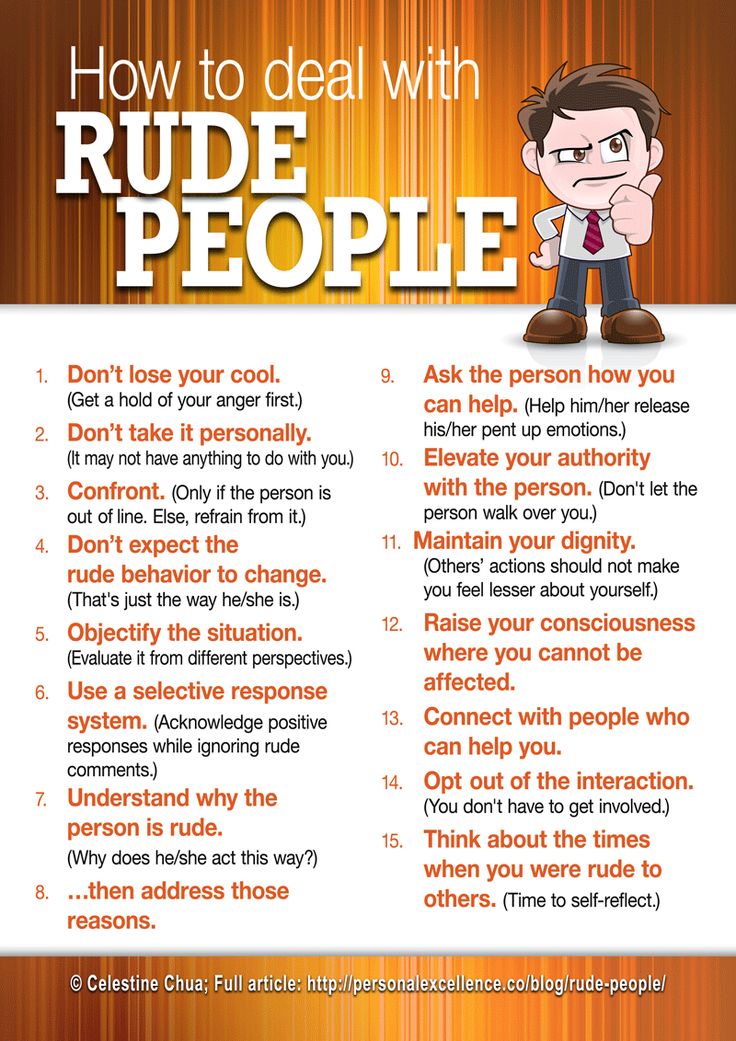 How to deal with
RUDE
PEOPLE
1. Don't lose your cool.
(Get a hold of your anger first.)
2. Don't take it personally.
(It may not have anything to do with you.)
3. Confront. (Only if the person is
out of line. Else, refrain from it.)
4. Don't expect the
rude behavior to change.
(That's just the way he/she is.)
5. Objectify the situation.
(Evaluate it from different perspectives.)
6. Use a selective response
system. (Acknowledge positive
responses while ignoring rude
comments.)
7. Understand why the
person is rude.
(Why does he/she act this way?)
8. …then address those
reasons.
9. Ask the person how you
can help. (Help him/her release
his/her pent up emotions.)
10. Elevate your authority
with the person. (Don't let the
person walk over you.)
11. Maintain your dignity.
(Others’ actions should not make
you feel lesser about yourself.)
12. Raise your consciousness
where you cannot be
affected.
13. Connect with people who
can help you.
14. Opt out of the interaction.
(You don't have to get involved.)
15. Think about the times
when you were rude to
others. (Time to self-reflect.)
© Celestine Chua; Full article: http://personalexcellence.co/blog/rude-people/